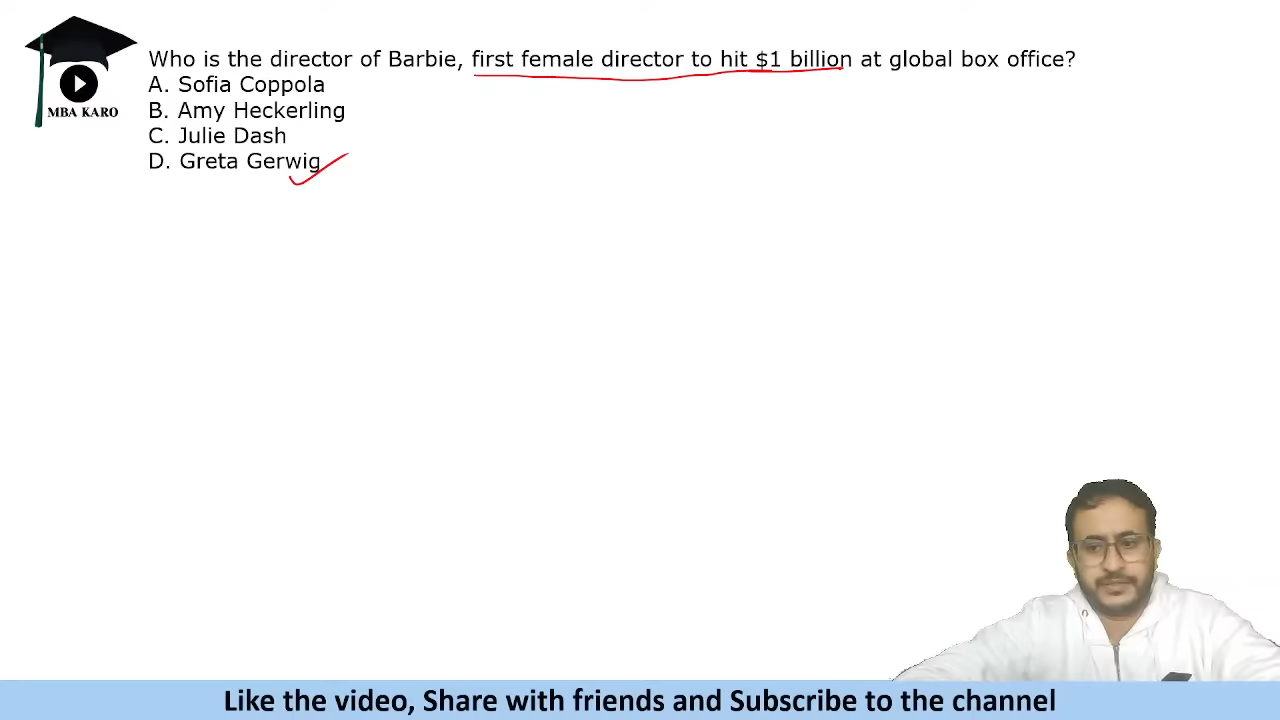 MBA KARO
Who is the director of Barbie, first female director to hit $1 billion at global box office?
A. Sofia Coppola
B. Amy Heckerling
C. Julie Dash
D. Greta Gerwig
Like the video, Share with friends and Subscribe to the channel